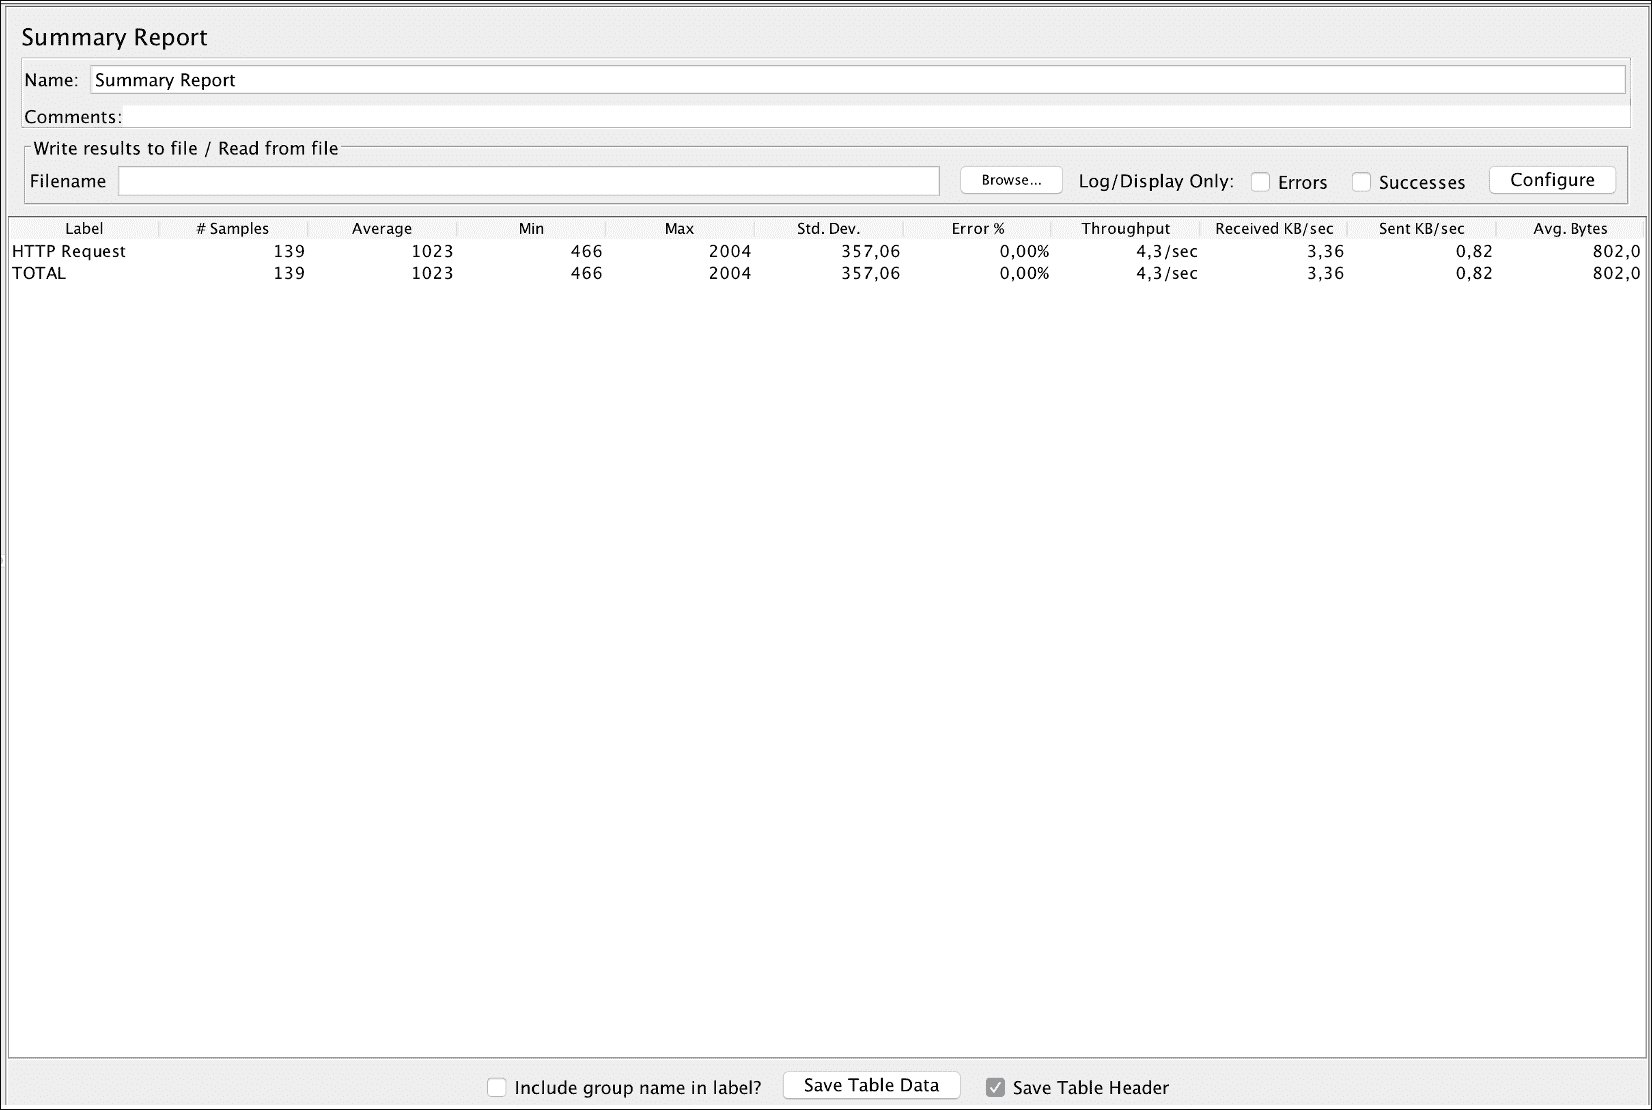 Summary Report
Name: Summary Report
Comments:
Write results to file / Read from file
Filename Browse... Log/Display Only: Errors Successes Configure
Label # Samples Average Min Max Std. Dev. Error % Throughput Received KB/sec Sent KB/sec Avg. Bytes
HTTP Request 139 1023 466 2004 357,06 0,00% 4,3/sec 3,36 0,82 802,0
TOTAL 139 1023 466 2004 357,06 0,00% 4,3/sec 3,36 0,82 802,0
Include group name in label? Save Table Data Save Table Header